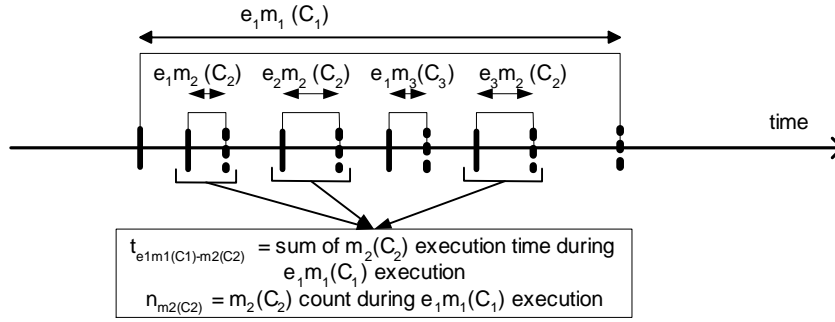 e1m1 (C1)
e1m2 (C2) e2m2 (C2) e1m3(C3) e3m2 (C2)
time
te1m1(C1)-m2(C2) = sum of m2(C2) execution time during
e1m1(C1) execution
nm2(C2) = m2(C2) count during e1m1(C1) execution